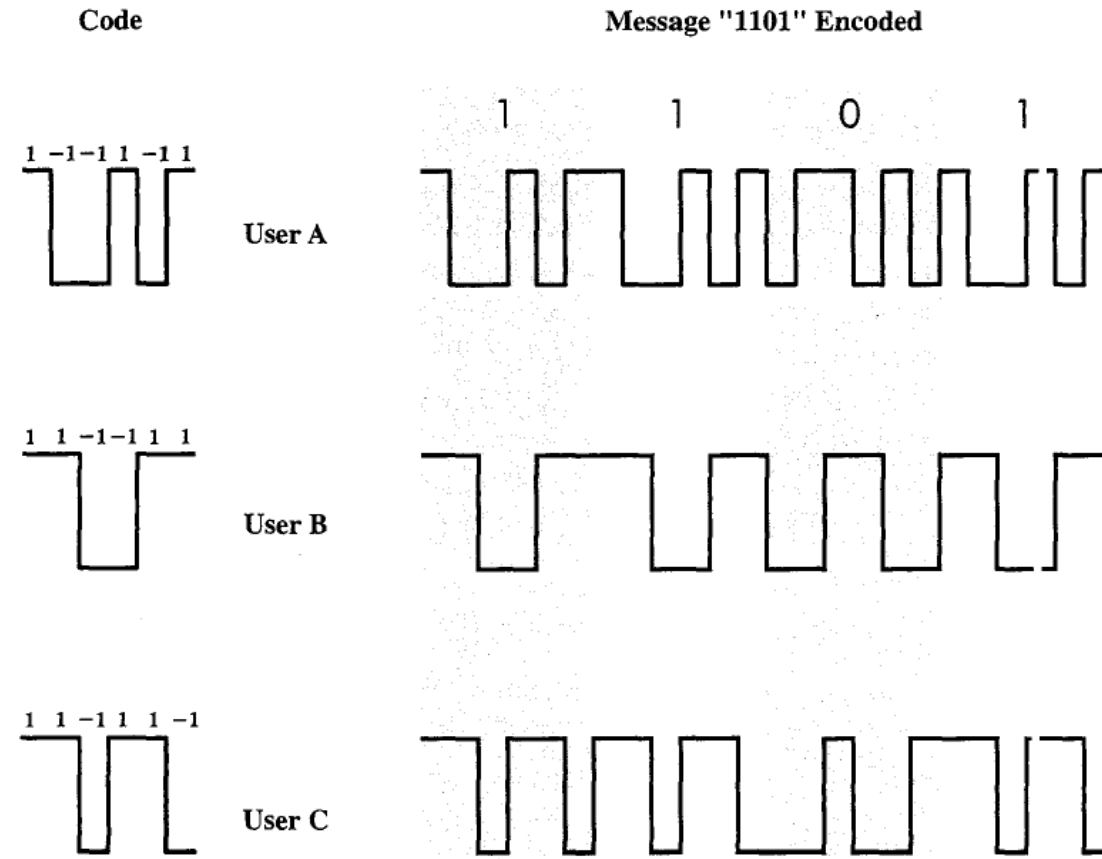 Code
Message "1101" Encoded
1 1 0 1
1 -1 -1 1 -1 1
User A
1 1 -1 -1 1 1
User B
1 1 -1 1 1 -1
User C